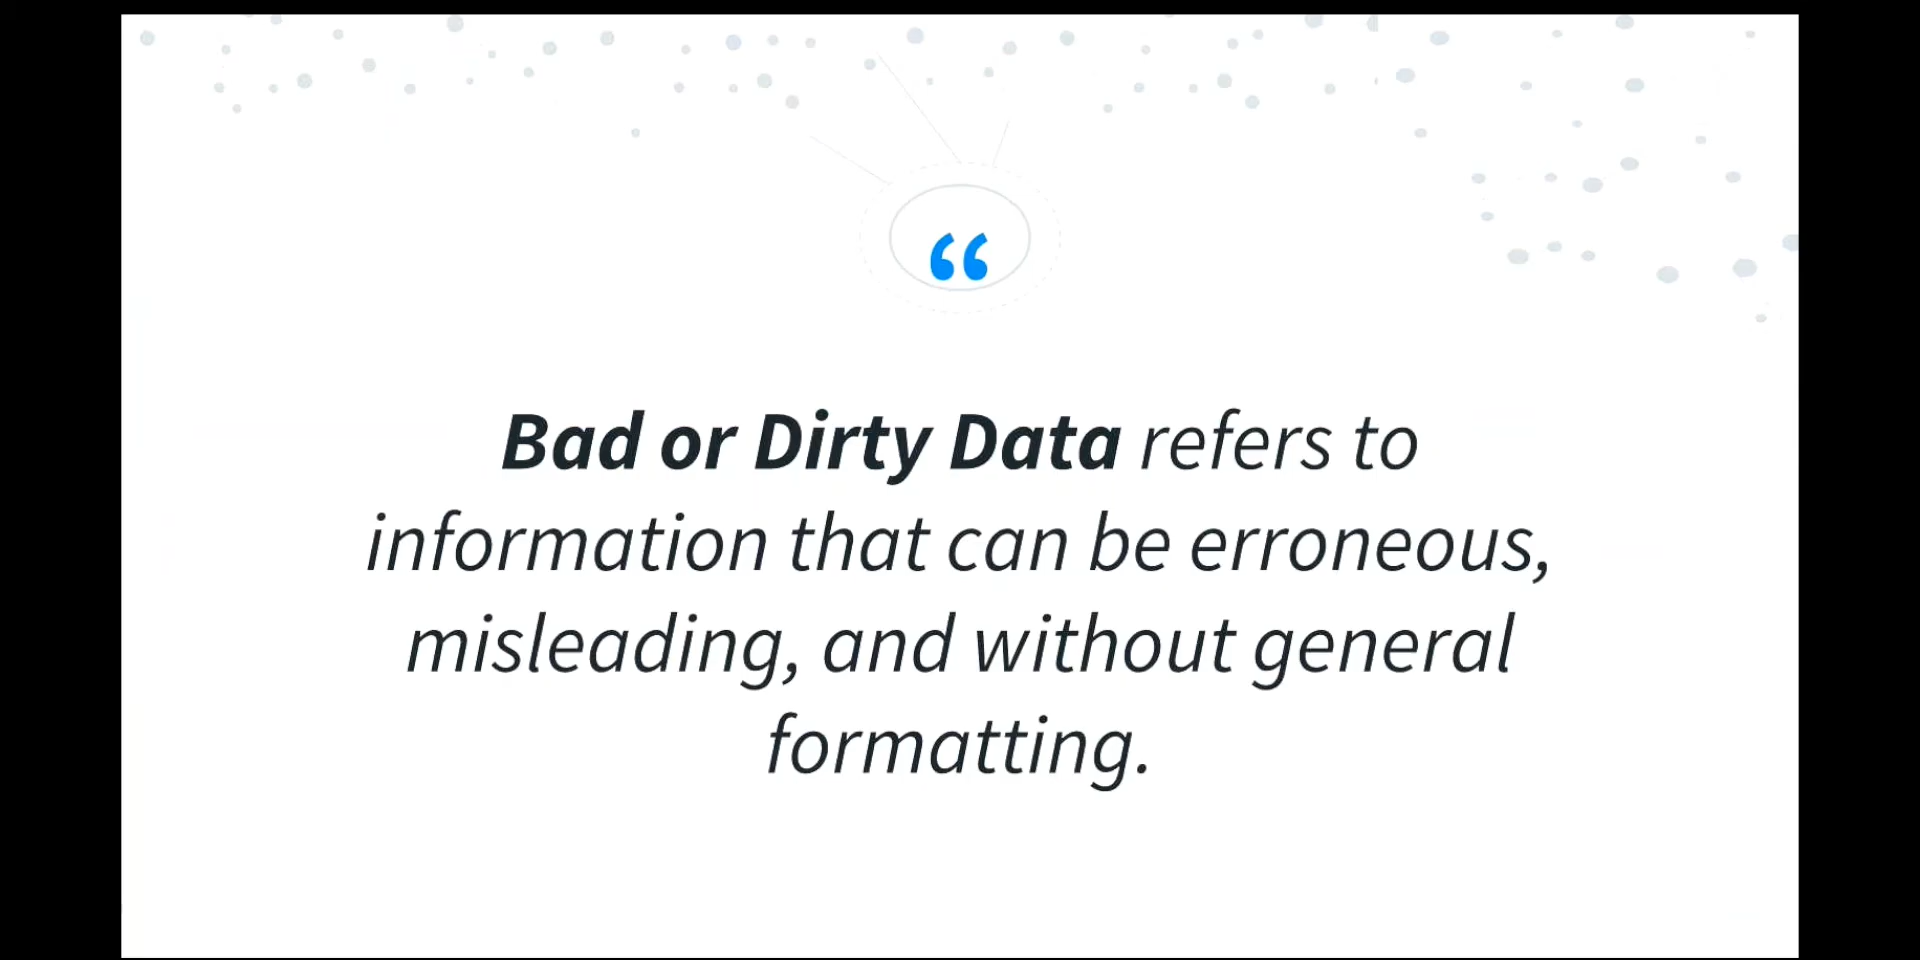 “
Bad or Dirty Data refers to
information that can be erroneous,
misleading, and without general
formatting.